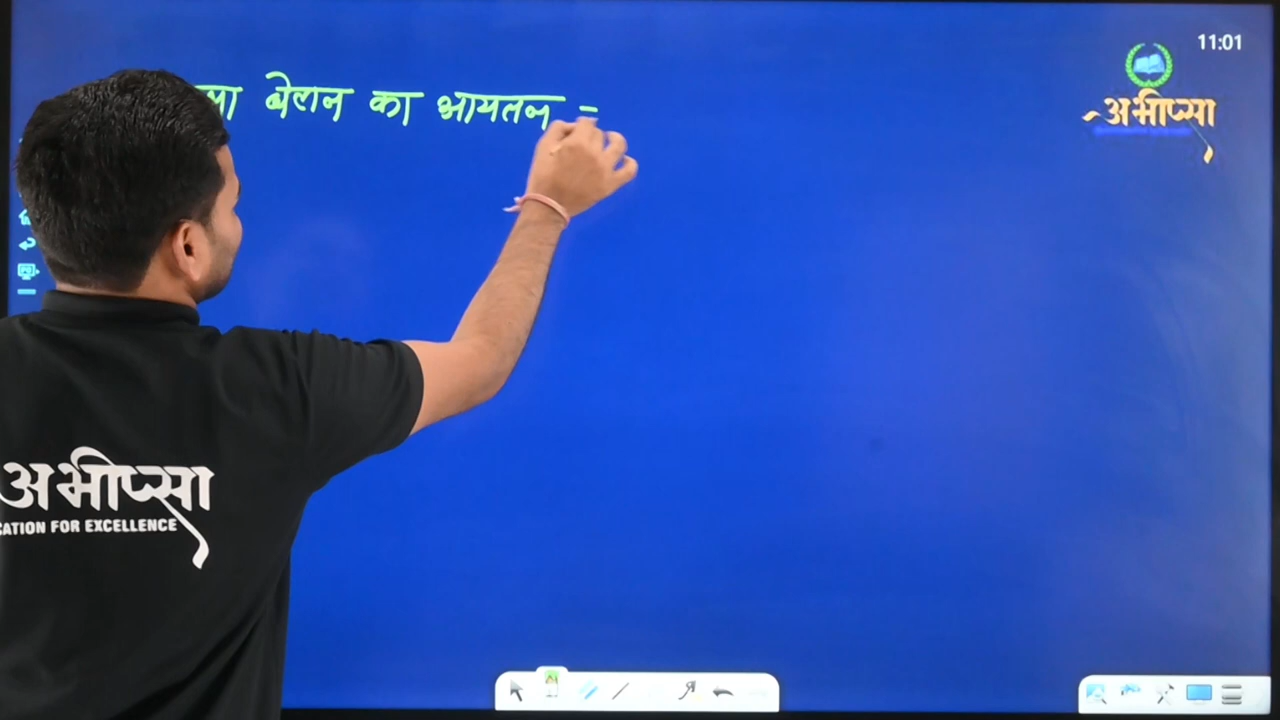 11:01
बेलन का आयतन =
अभीप्सा
अभीप्सा
CATION FOR EXCELLENCE